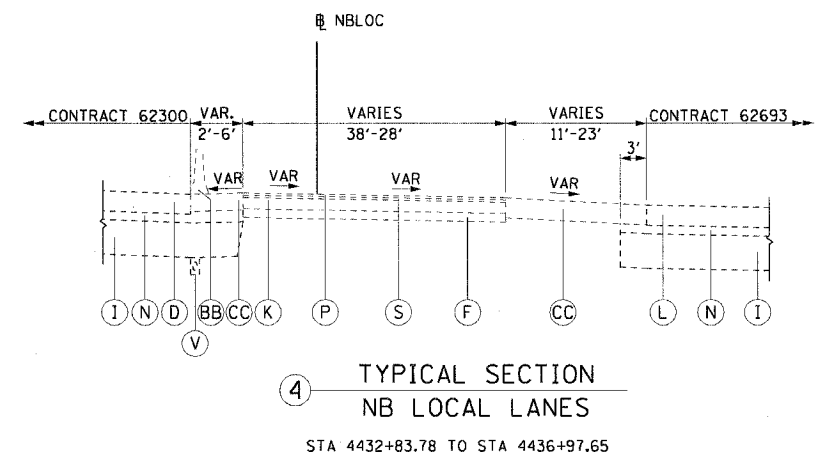 ℄ NBLOC
CONTRACT 62300 VAR. VARIES VARIES CONTRACT 62693
2'-6' 38'-28' 11'-23'
3'
VAR VAR VAR VAR
I N D BB CC K P S F CC L N I
V
4 TYPICAL SECTION
NB LOCAL LANES
STA 4432+83.78 TO STA 4436+97.65